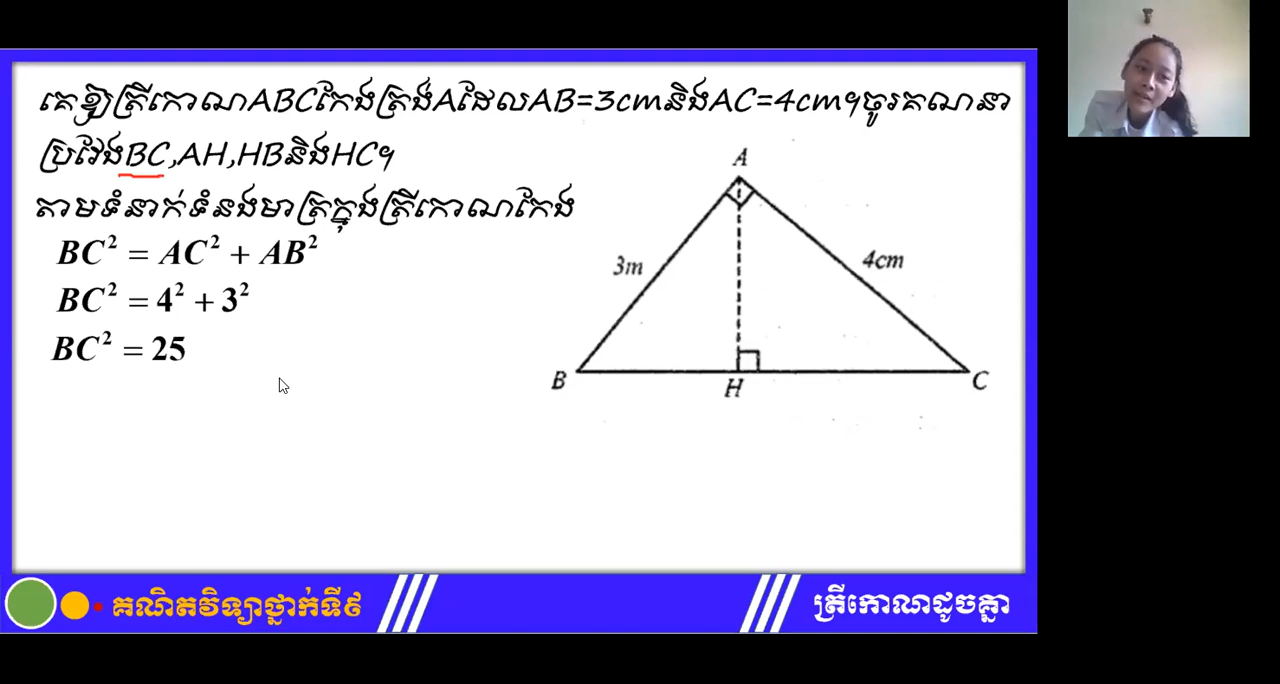 គេឱ្យត្រីកោណABCកែងត្រង់Aដែល AB=3cmនិងAC=4cm។ចូរគណនា
ប្រវែងBC,AH,HBនិងHC។
តាមទំនាក់ទំនងមាត្រក្នុងត្រីកោណកែង
BC² = AC² + AB²
BC² = 4² + 3²
BC² = 25
A
3m
4cm
B
H
C
គណិតវិទ្យាថ្នាក់ទី៩
ត្រីកោណដូចគ្នា